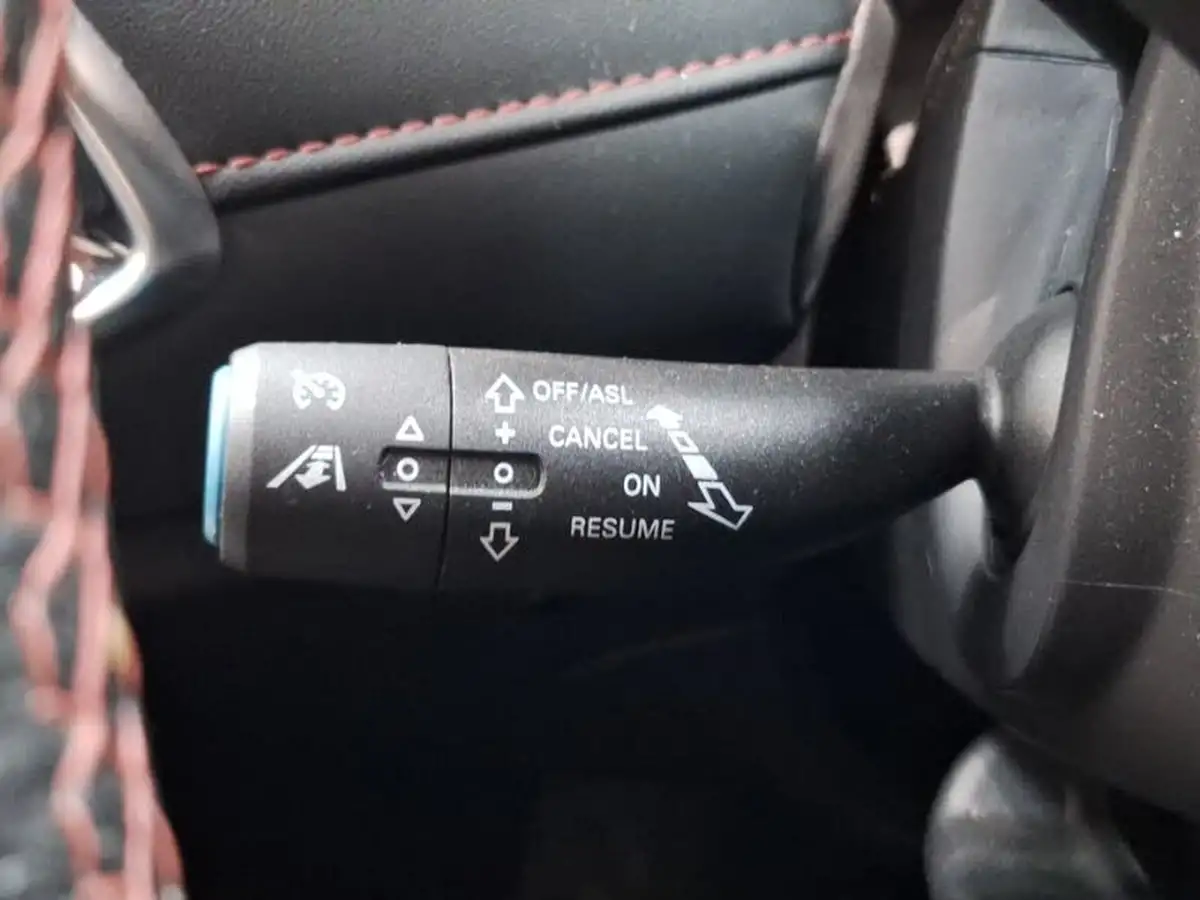 OFF/ASL
+
CANCEL
ON
–
RESUME